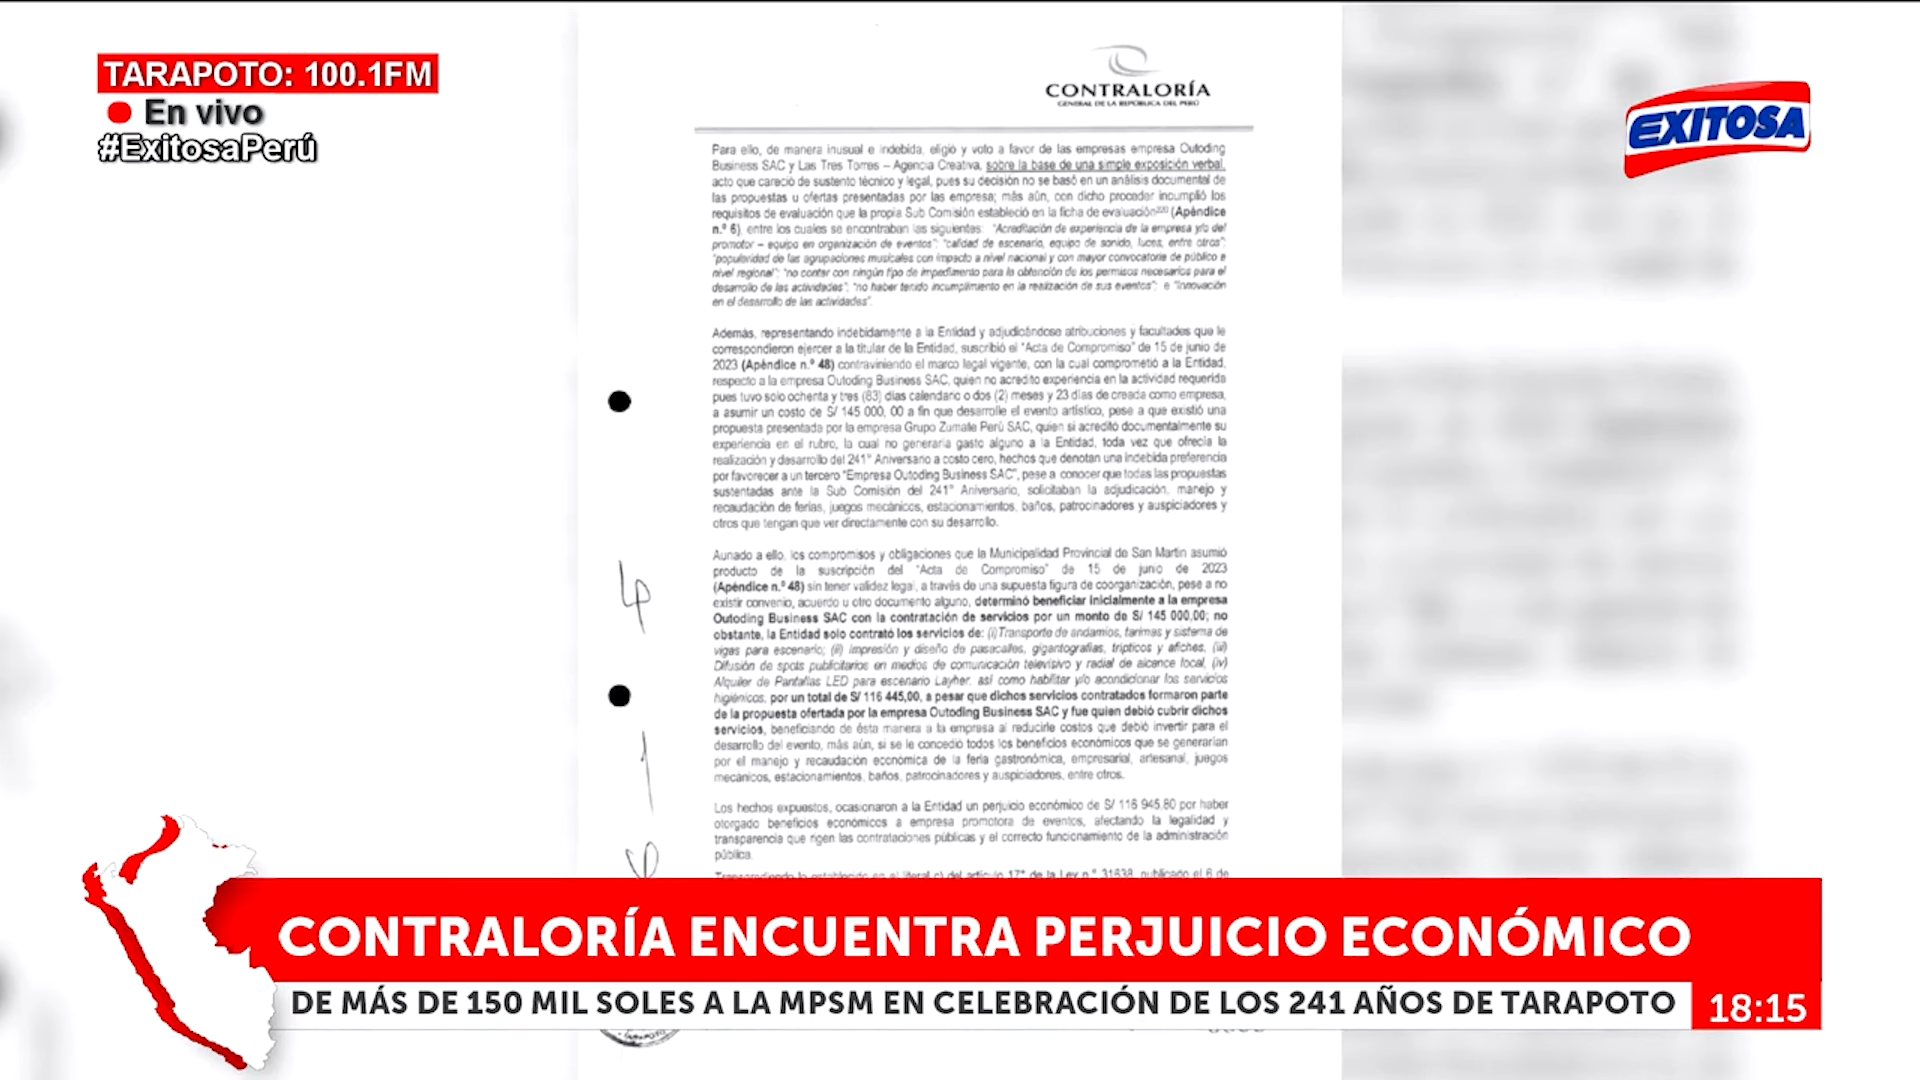 TARAPOTO: 100.1FM
En vivo
#ExitosaPerú
EXITOSA
CONTRALORÍA
GENERAL DE LA REPÚBLICA DEL PERÚ
Para ello, de manera inusual e indebida, eligió y voto a favor de las empresas empresa Outoding
Business SAC y Las Tres Torres – Agencia Creativa, sobre la base de una simple exposición verbal,
acto que careció de sustento técnico y legal, pues su decisión no se basó en un análisis documental de
las propuestas u ofertas presentadas por las empresa; más aún, con dicho proceder incumplió los
requisitos de evaluación que la propia Sub Comisión estableció en la ficha de evaluación (Apéndice
n.º 6), entre los cuales se encontraban las siguientes: "Acreditación de experiencia de la empresa y/o del
promotor – equipo en organización de eventos"; "calidad de escenario, equipo de sonido, luces, entre otros";
"popularidad de las agrupaciones musicales con impacto a nivel nacional y con mayor convocatoria de público a
nivel regional"; "no contar con ningún tipo de impedimento para la obtención de los permisos necesarios para el
desarrollo de las actividades"; "no haber tenido incumplimiento en la realización de sus eventos"; e "Innovación
en el desarrollo de las actividades".
Además, representando indebidamente a la Entidad y adjudicándose atribuciones y facultades que le
correspondieron ejercer a la titular de la Entidad, suscribió el "Acta de Compromiso" de 15 de junio de
2023 (Apéndice n.º 48) contraviniendo el marco legal vigente, con la cual comprometió a la Entidad,
respecto a la empresa Outoding Business SAC, quien no acredito experiencia en la actividad requerida
pues tuvo solo ochenta y tres (83) días calendario o dos (2) meses y 23 días de creada como empresa,
a asumir un costo de S/ 145 000, 00 a fin que desarrolle el evento artístico, pese a que existió una
propuesta presentada por la empresa Grupo Zumate Perú SAC, quien si acreditó documentalmente su
experiencia en el rubro, la cual no generaría gasto alguno a la Entidad, toda vez que ofrecía la
realización y desarrollo del 241° Aniversario a costo cero, hechos que denotan una indebida preferencia
por favorecer a un tercero "Empresa Outoding Business SAC", pese a conocer que todas las propuestas
sustentadas ante la Sub Comisión del 241° Aniversario, solicitaban la adjudicación, manejo y
recaudación de ferias, juegos mecánicos, estacionamientos, baños, patrocinadores y auspiciadores y
otros que tengan que ver directamente con su desarrollo.
Aunado a ello, los compromisos y obligaciones que la Municipalidad Provincial de San Martín asumió
producto de la suscripción del "Acta de Compromiso" de 15 de junio de 2023
(Apéndice n.º 48) sin tener validez legal, a través de una supuesta figura de coorganización, pese a no
existir convenio, acuerdo u otro documento alguno, determinó beneficiar inicialmente a la empresa
Outoding Business SAC con la contratación de servicios por un monto de S/ 145 000,00; no
obstante, la Entidad solo contrató los servicios de: (i)Transporte de andamios, tarimas y sistema de
vigas para escenario; (ii) Impresión y diseño de pasacalles, gigantografías, trípticos y afiches, (iii)
Difusión de spots publicitarios en medios de comunicación televisivo y radial de alcance local, (iv)
Alquiler de Pantallas LED para escenario Layher, así como habilitar y/o acondicionar los servicios
higiénicos, por un total de S/ 116 445,00, a pesar que dichos servicios contratados formaron parte
de la propuesta ofertada por la empresa Outoding Business SAC y fue quien debió cubrir dichos
servicios, beneficiando de ésta manera a la empresa al reducirle costos que debió invertir para el
desarrollo del evento, más aún, si se le concedió todos los beneficios económicos que se generarían
por el manejo y recaudación económica de la feria gastronómica, empresarial, artesanal, juegos
mecánicos, estacionamientos, baños, patrocinadores y auspiciadores, entre otros.
Los hechos expuestos, ocasionaron a la Entidad un perjuicio económico de S/ 116 945,80 por haber
otorgado beneficios económicos a empresa promotora de eventos, afectando la legalidad y
transparencia que rigen las contrataciones públicas y el correcto funcionamiento de la administración
pública.
Transgrediendo lo establecido en el literal c) del artículo 17° de la Ley n.º 31638, publicado el 6 de
CONTRALORÍA ENCUENTRA PERJUICIO ECONÓMICO
DE MÁS DE 150 MIL SOLES A LA MPSM EN CELEBRACIÓN DE LOS 241 AÑOS DE TARAPOTO
18:15